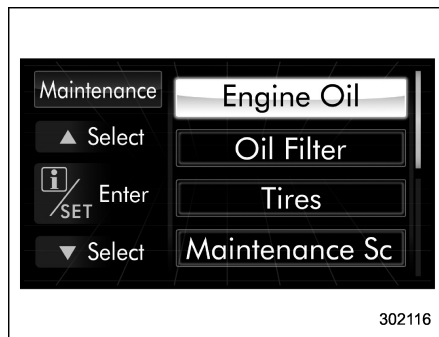 Maintenance
Engine Oil
▲ Select
Oil Filter
i/SET Enter
Tires
▼ Select
Maintenance Sc
302116